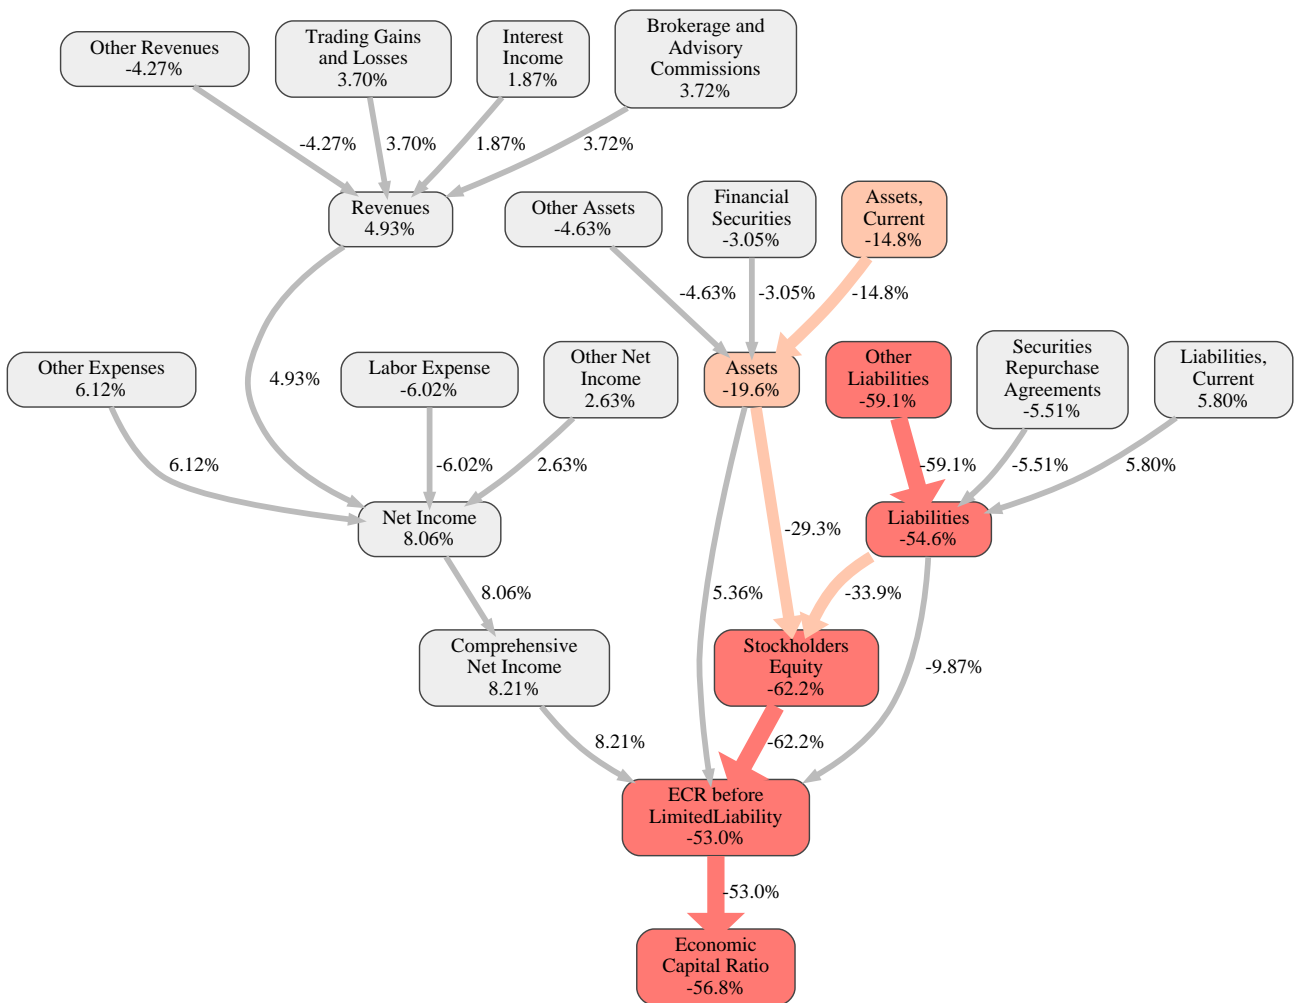 Other Revenues
-4.27%
Trading Gains
and Losses
3.70%
Interest
Income
1.87%
Brokerage and
Advisory
Commissions
3.72%
-4.27%
3.70%
1.87%
3.72%
Revenues
4.93%
Other Assets
-4.63%
Financial
Securities
-3.05%
Assets,
Current
-14.8%
-4.63%
-3.05%
-14.8%
Other Expenses
6.12%
4.93%
Labor Expense
-6.02%
Other Net
Income
2.63%
Assets
-19.6%
Other
Liabilities
-59.1%
Securities
Repurchase
Agreements
-5.51%
Liabilities,
Current
5.80%
6.12%
-6.02%
2.63%
-59.1%
-5.51%
5.80%
Net Income
8.06%
-29.3%
Liabilities
-54.6%
8.06%
5.36%
-33.9%
Comprehensive
Net Income
8.21%
Stockholders
Equity
-62.2%
-9.87%
8.21%
-62.2%
ECR before
LimitedLiability
-53.0%
-53.0%
Economic
Capital Ratio
-56.8%